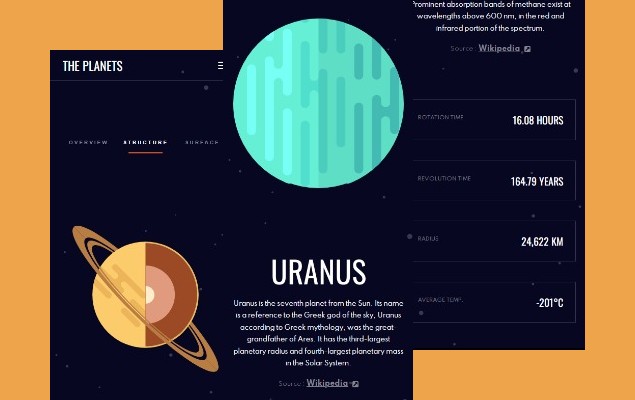 THE PLANETS
OVERVIEW STRUCTURE SURFACE
URANUS
Uranus is the seventh planet from the Sun. Its name
is a reference to the Greek god of the sky, Uranus
according to Greek mythology, was the great
grandfather of Ares. It has the third-largest
planetary radius and fourth-largest planetary mass
in the Solar System.
Source : Wikipedia
Prominent absorption bands of methane exist at
wavelengths above 600 nm, in the red and
infrared portion of the spectrum.
Source : Wikipedia
ROTATION TIME
16.08 HOURS
REVOLUTION TIME
164.79 YEARS
RADIUS
24,622 KM
AVERAGE TEMP.
-201°C